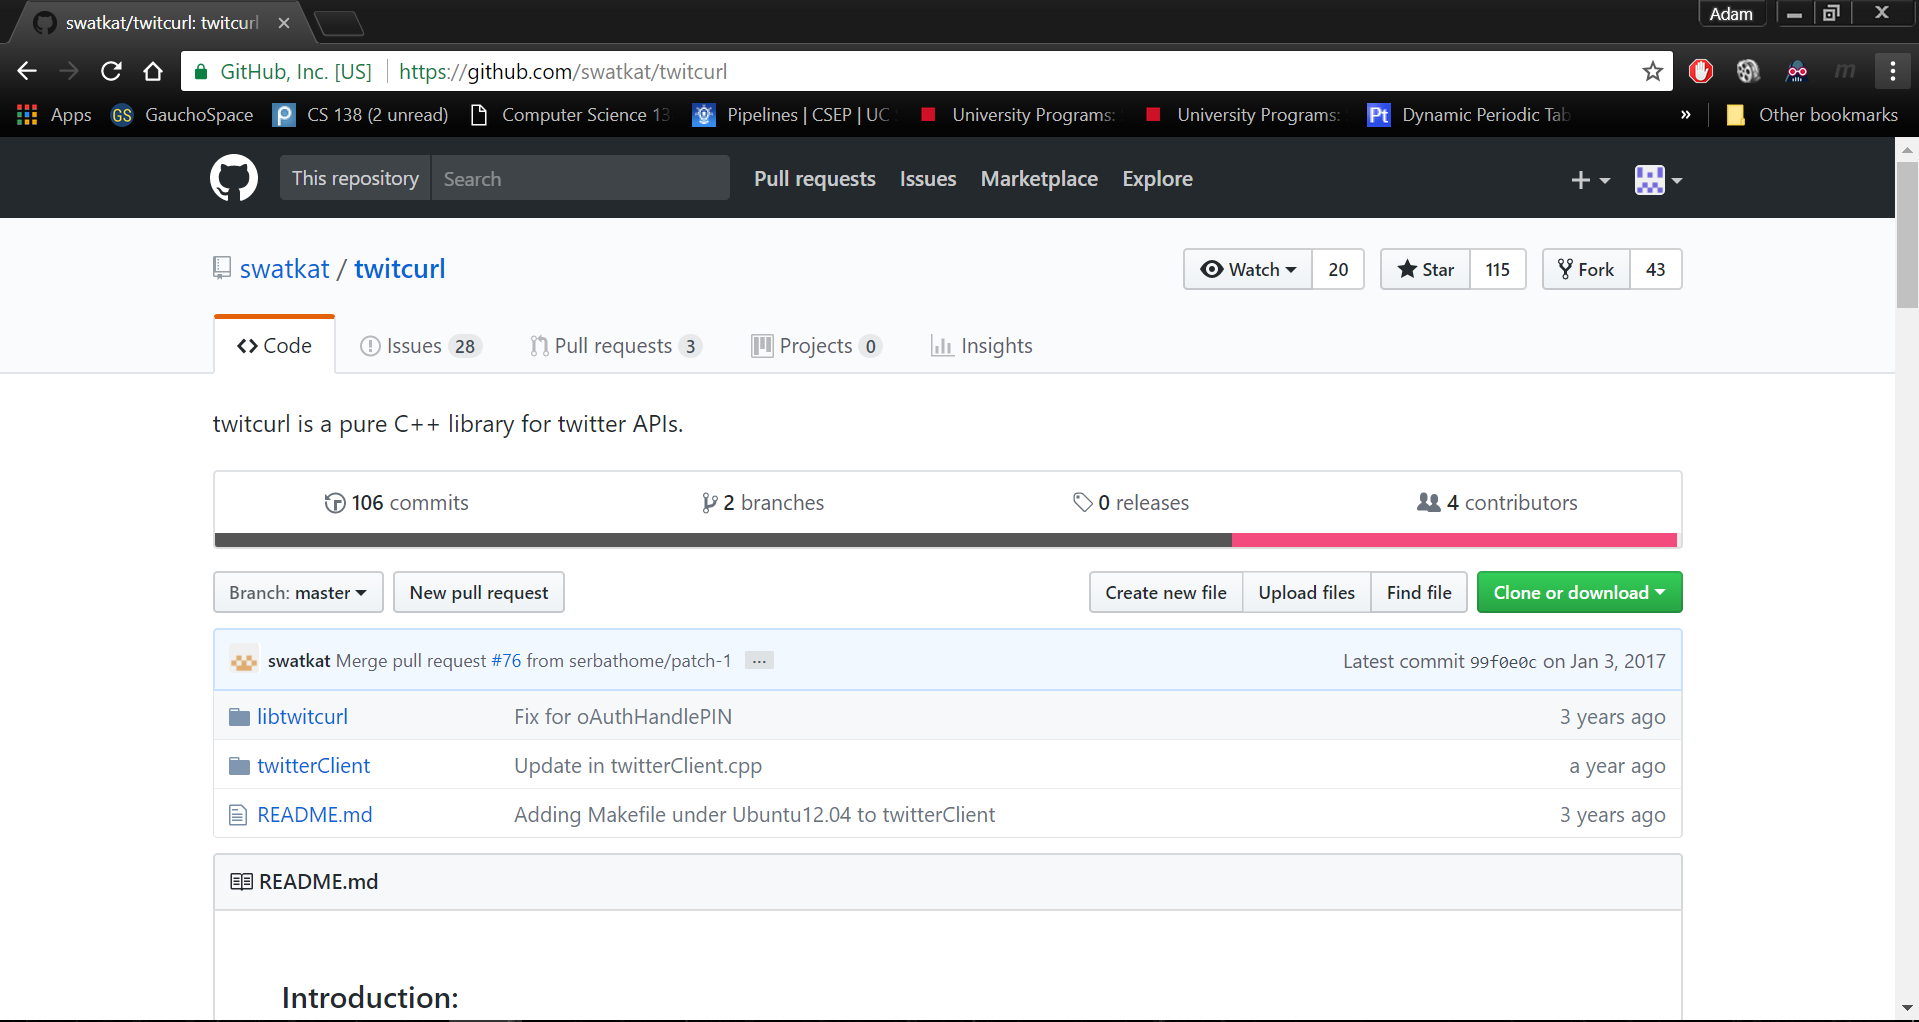 swatkat/twitcurl: twitcurl
Adam
GitHub, Inc. [US] https://github.com/swatkat/twitcurl
m
Apps GS GauchoSpace P CS 138 (2 unread) Computer Science 13 Pipelines | CSEP | UC University Programs: University Programs: Pt Dynamic Periodic Tab » Other bookmarks
This repository Search Pull requests Issues Marketplace Explore
swatkat / twitcurl Watch 20 Star 115 Fork 43
Code Issues 28 Pull requests 3 Projects 0 Insights
twitcurl is a pure C++ library for twitter APIs.
106 commits 2 branches 0 releases 4 contributors
Branch: master New pull request Create new file Upload files Find file Clone or download
swatkat Merge pull request #76 from serbathome/patch-1 ... Latest commit 99f0e0c on Jan 3, 2017
libtwitcurl Fix for oAuthHandlePIN 3 years ago
twitterClient Update in twitterClient.cpp a year ago
README.md Adding Makefile under Ubuntu12.04 to twitterClient 3 years ago
README.md
Introduction: